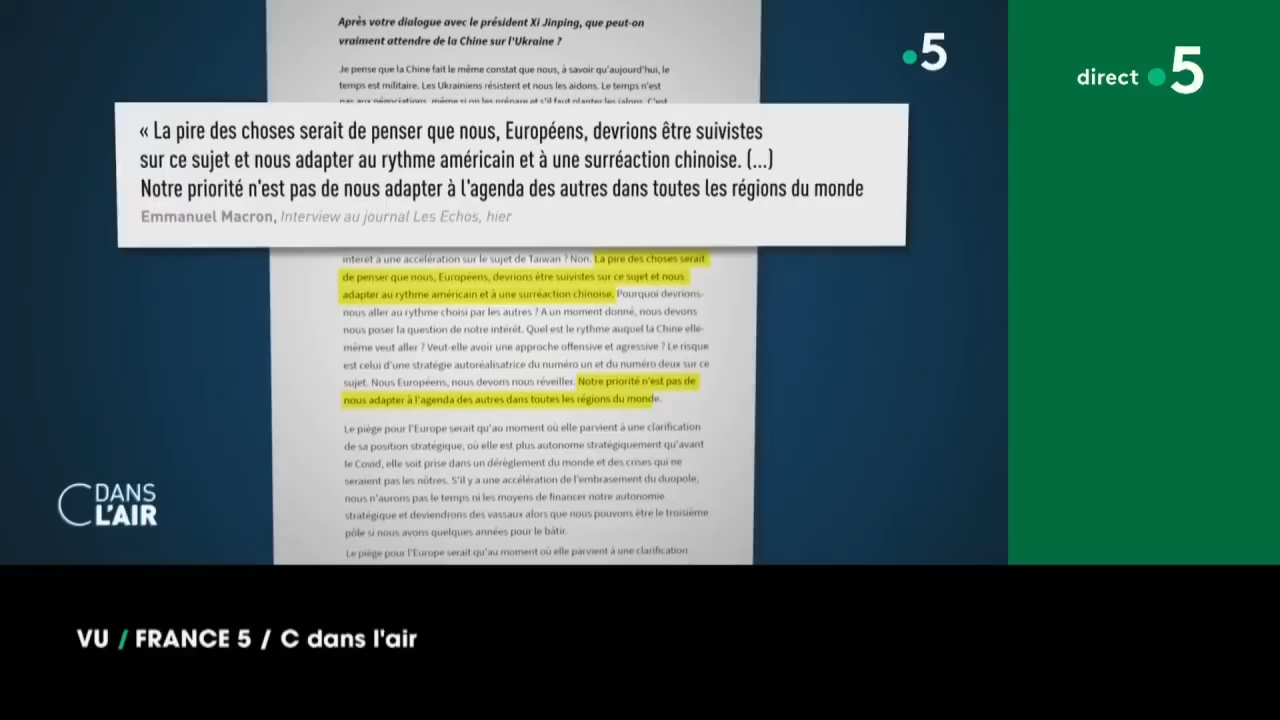 Après votre dialogue avec le président Xi Jinping, que peut-on
vraiment attendre de la Chine sur l'Ukraine ?
Je pense que la Chine fait le même constat que nous, à savoir qu'aujourd'hui, le
temps est militaire. Les Ukrainiens résistent et nous les aidons. Le temps n'est
pas aux négociations, même si on les prépare et s'il faut planter les jalons. C'est
5
direct 5
« La pire des choses serait de penser que nous, Européens, devrions être suivistes
sur ce sujet et nous adapter au rythme américain et à une surréaction chinoise. (...)
Notre priorité n'est pas de nous adapter à l'agenda des autres dans toutes les régions du monde
Emmanuel Macron, Interview au journal Les Echos, hier
intérêt à une accélération sur le sujet de Taiwan ? Non. La pire des choses serait
de penser que nous, Européens, devrions être suivistes sur ce sujet et nous
adapter au rythme américain et à une surréaction chinoise. Pourquoi devrions-
nous aller au rythme choisi par les autres ? A un moment donné, nous devons
nous poser la question de notre intérêt. Quel est le rythme auquel la Chine elle-
même veut aller ? Veut-elle avoir une approche offensive et agressive ? Le risque
est celui d'une stratégie autoréalisatrice du numéro un et du numéro deux sur ce
sujet. Nous Européens, nous devons nous réveiller. Notre priorité n'est pas de
nous adapter à l'agenda des autres dans toutes les régions du monde.
Le piège pour l'Europe serait qu'au moment où elle parvient à une clarification
de sa position stratégique, où elle est plus autonome stratégiquement qu'avant
le Covid, elle soit prise dans un dérèglement du monde et des crises qui ne
seraient pas les nôtres. S'il y a une accélération de l'embrasement du duopole,
nous n'aurons pas le temps ni les moyens de financer notre autonomie
stratégique et deviendrons des vassaux alors que nous pouvons être le troisième
pôle si nous avons quelques années pour le bâtir.
Le piège pour l'Europe serait qu'au moment où elle parvient à une clarification
C DANS
L'AIR
VU / FRANCE 5 / C dans l'air